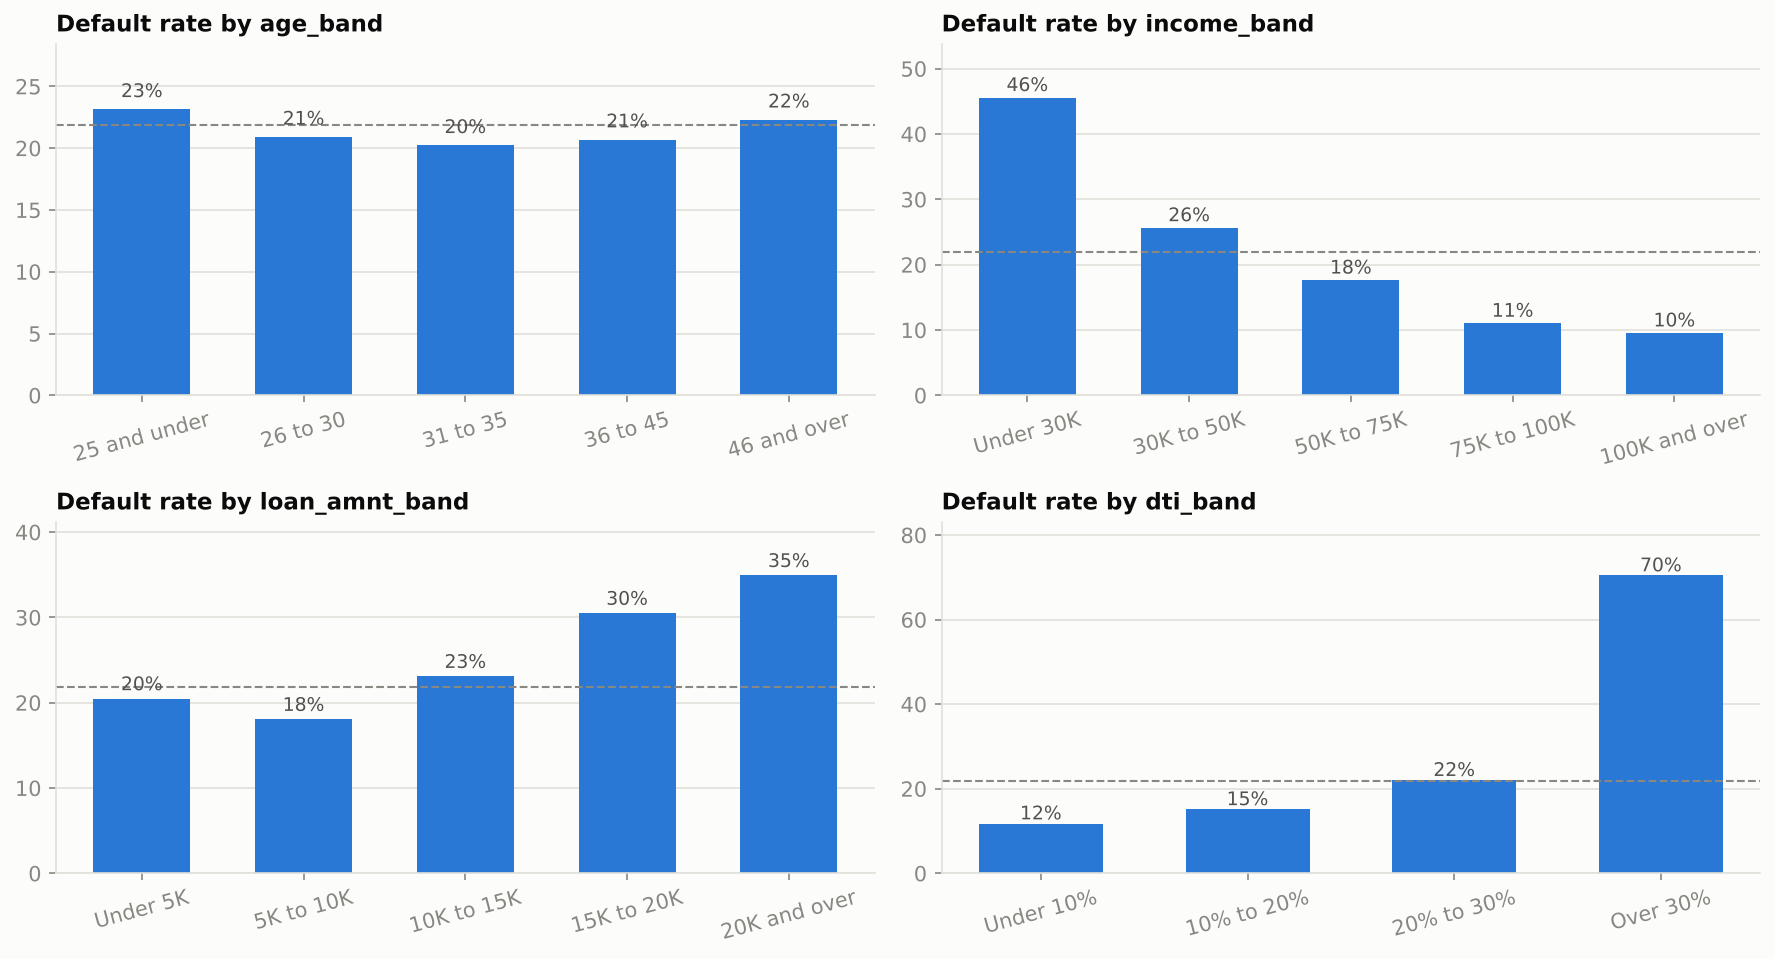 Default rate by age_band
25
20
15
10
5
0
23%
21%
20%
21%
22%
25 and under
26 to 30
31 to 35
36 to 45
46 and over
Default rate by income_band
50
40
30
20
10
0
46%
26%
18%
11%
10%
Under 30K
30K to 50K
50K to 75K
75K to 100K
100K and over
Default rate by loan_amnt_band
40
30
20
10
0
20%
18%
23%
30%
35%
Under 5K
5K to 10K
10K to 15K
15K to 20K
20K and over
Default rate by dti_band
80
60
40
20
0
12%
15%
22%
70%
Under 10%
10% to 20%
20% to 30%
Over 30%